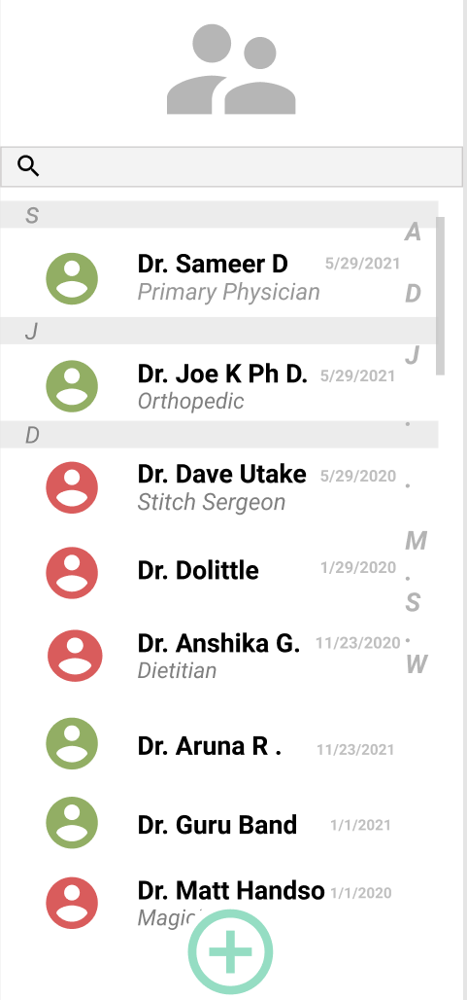 S
A
Dr. Sameer D 5/29/2021
Primary Physician
D
J
J
Dr. Joe K Ph D. 5/29/2021
Orthopedic
D
Dr. Dave Utake 5/29/2020
Stitch Sergeon
M
Dr. Dolittle 1/29/2020
S
Dr. Anshika G. 11/23/2020
Dietitian
W
Dr. Aruna R . 11/23/2021
Dr. Guru Band 1/1/2021
Dr. Matt Handso 1/1/2020